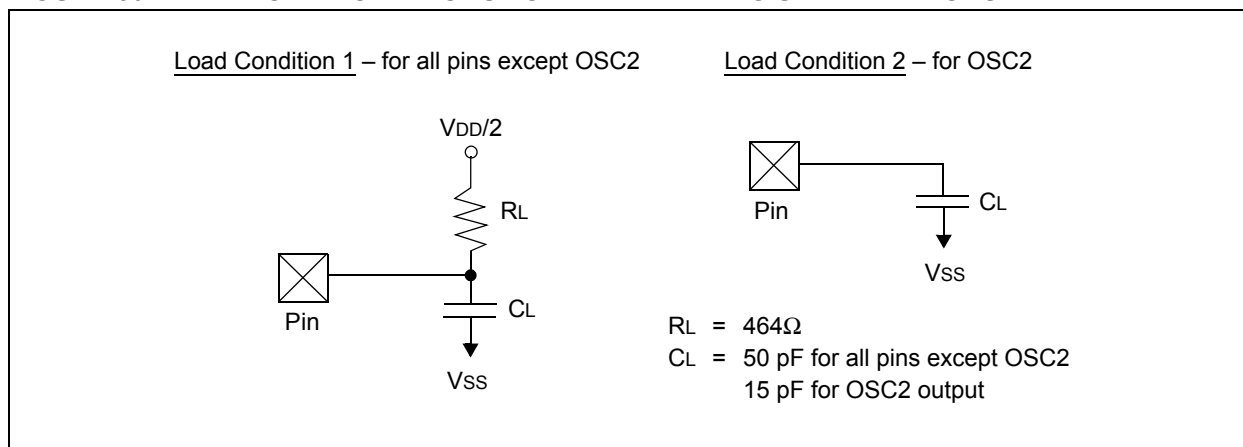 Load Condition 1 – for all pins except OSC2
Load Condition 2 – for OSC2
VDD/2
RL
Pin
CL
VSS
Pin
CL
VSS
RL = 464Ω
CL = 50 pF for all pins except OSC2
15 pF for OSC2 output